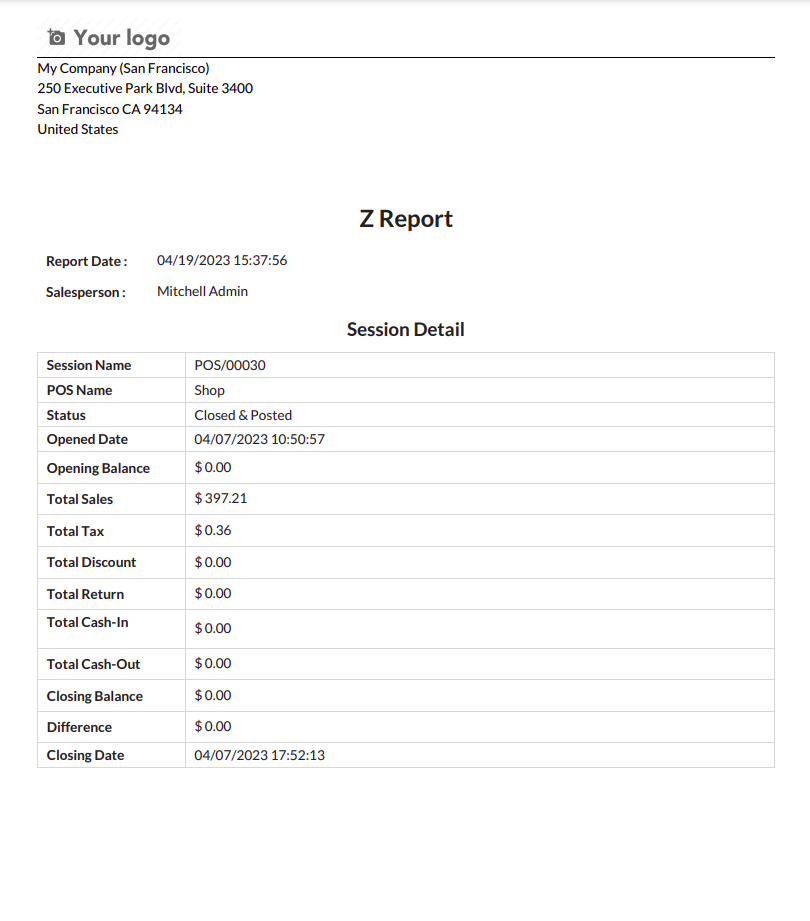 Your logo
My Company (San Francisco)
250 Executive Park Blvd, Suite 3400
San Francisco CA 94134
United States
Z Report
Report Date : 04/19/2023 15:37:56
Salesperson : Mitchell Admin
Session Detail
Session Name POS/00030
POS Name Shop
Status Closed & Posted
Opened Date 04/07/2023 10:50:57
Opening Balance $ 0.00
Total Sales $ 397.21
Total Tax $ 0.36
Total Discount $ 0.00
Total Return $ 0.00
Total Cash-In $ 0.00
Total Cash-Out $ 0.00
Closing Balance $ 0.00
Difference $ 0.00
Closing Date 04/07/2023 17:52:13